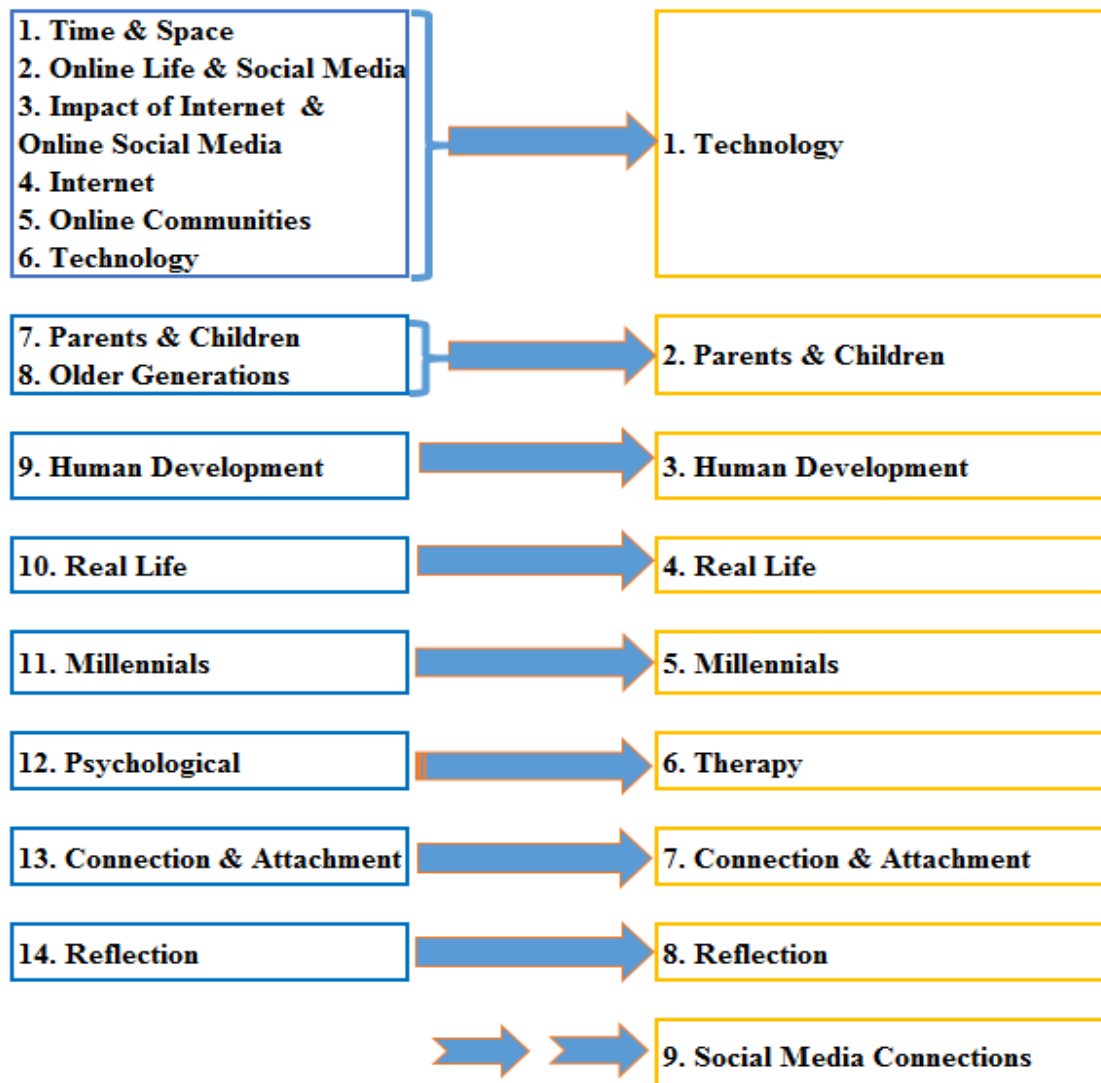 1. Time & Space
2. Online Life & Social Media
3. Impact of Internet &
Online Social Media
4. Internet
5. Online Communities
6. Technology
1. Technology
7. Parents & Children
8. Older Generations
2. Parents & Children
9. Human Development
3. Human Development
10. Real Life
4. Real Life
11. Millennials
5. Millennials
12. Psychological
6. Therapy
13. Connection & Attachment
7. Connection & Attachment
14. Reflection
8. Reflection
9. Social Media Connections